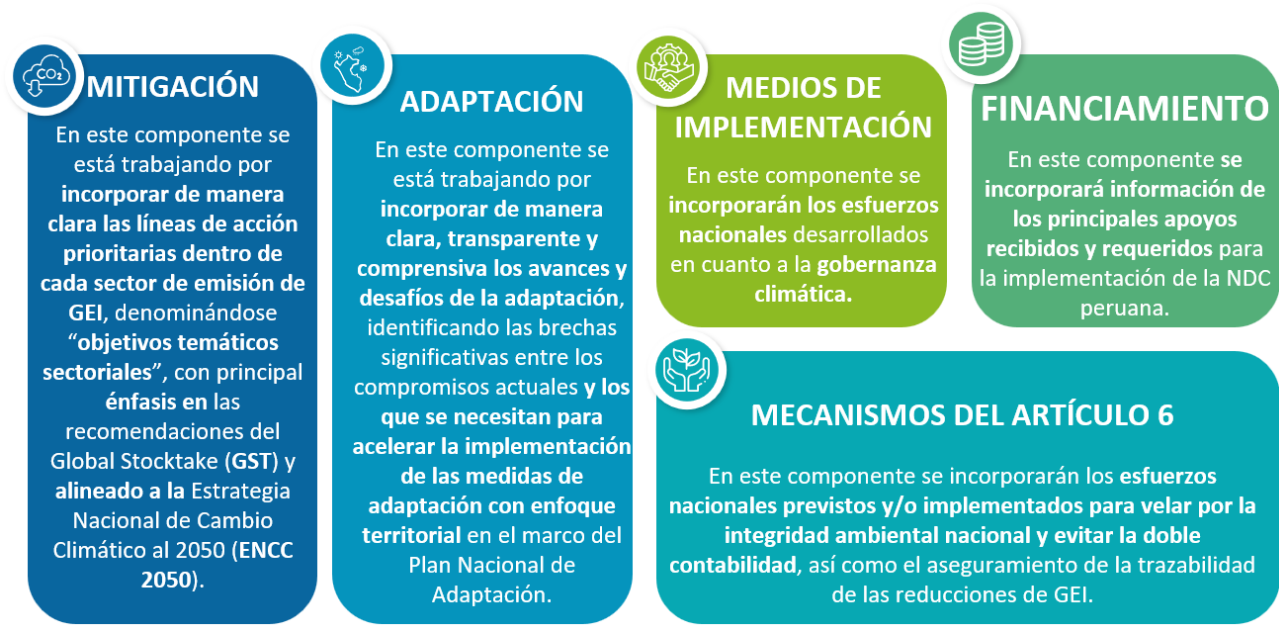 CO₂
MITIGACIÓN
En este componente se
está trabajando por
incorporar de manera
clara las líneas de acción
prioritarias dentro de
cada sector de emisión de
GEI, denominándose
“objetivos temáticos
sectoriales”, con principal
énfasis en las
recomendaciones del
Global Stocktake (GST) y
alineado a la Estrategia
Nacional de Cambio
Climático al 2050 (ENCC
2050).
ADAPTACIÓN
En este componente se
está trabajando por
incorporar de manera
clara, transparente y
comprensiva los avances y
desafíos de la adaptación,
identificando las brechas
significativas entre los
compromisos actuales y los
que se necesitan para
acelerar la implementación
de las medidas de
adaptación con enfoque
territorial en el marco del
Plan Nacional de
Adaptación.
MEDIOS DE
IMPLEMENTACIÓN
En este componente se
incorporarán los esfuerzos
nacionales desarrollados
en cuanto a la gobernanza
climática.
FINANCIAMIENTO
En este componente se
incorporará información de
los principales apoyos
recibidos y requeridos para
la implementación de la NDC
peruana.
MECANISMOS DEL ARTÍCULO 6
En este componente se incorporarán los esfuerzos
nacionales previstos y/o implementados para velar por la
integridad ambiental nacional y evitar la doble
contabilidad, así como el aseguramiento de la trazabilidad
de las reducciones de GEI.